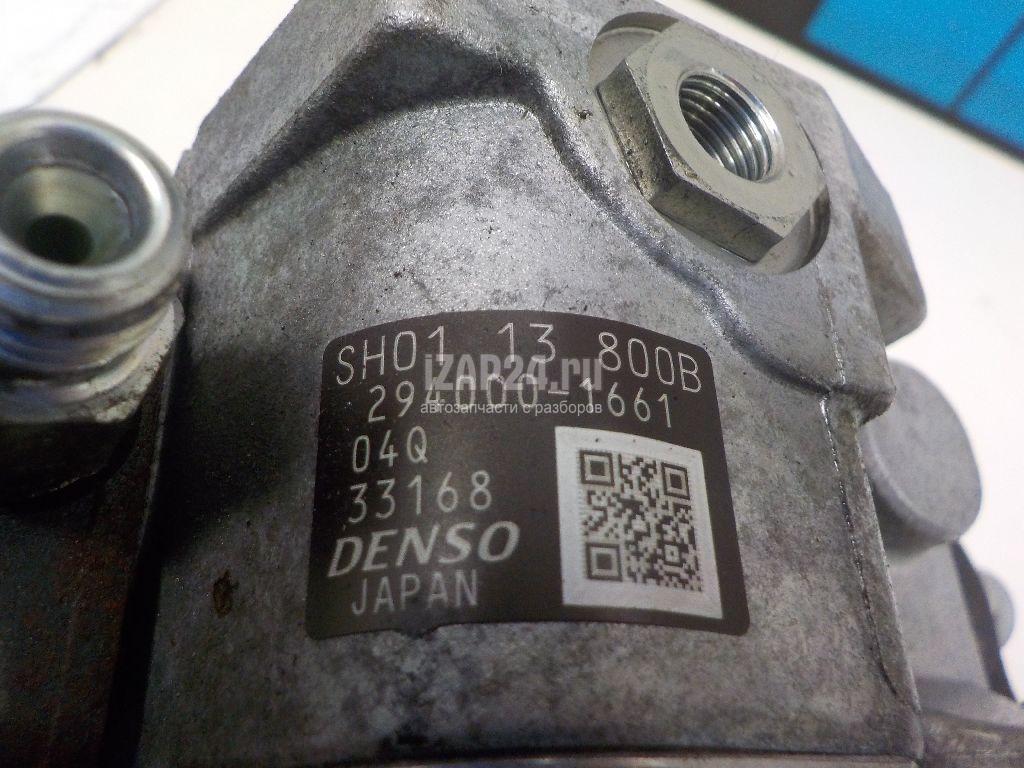 SH01 13 800B
iZAP24.ru
294000-1661
автозапчасти с разборов
04Q
33168
DENSO
JAPAN